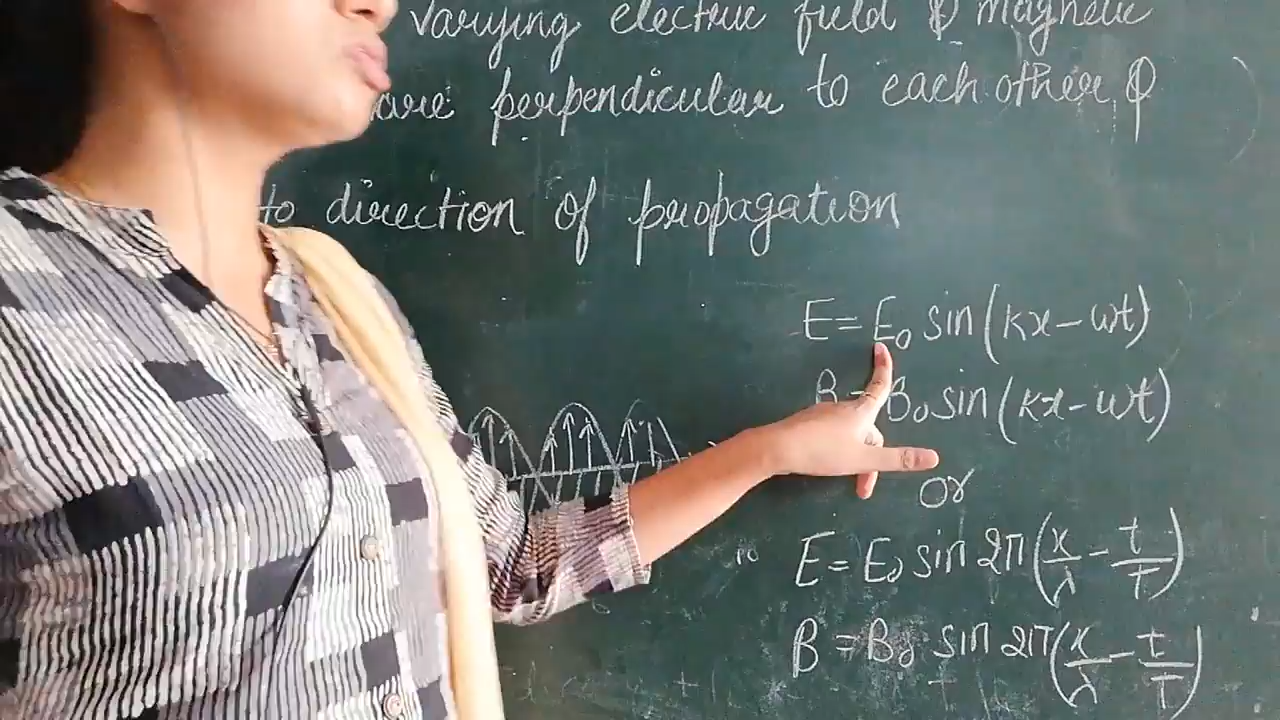 varying electric field & magnetic
are perpendicular to each other &
to direction of propagation
E = E₀ sin (kx - ωt)
B = B₀ sin (kx - ωt)
or
E = E₀ sin 2π (x/λ - t/T)
B = B₀ sin 2π (x/λ - t/T)